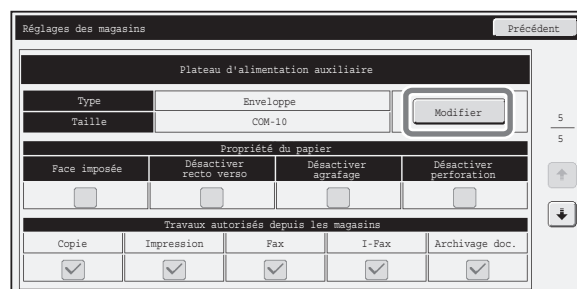 Réglages des magasins
Précédent
Plateau d'alimentation auxiliaire
Type
Enveloppe
Modifier
Taille
COM-10
5
5
Propriété du papier
Face imposée
Désactiver
recto verso
Désactiver
agrafage
Désactiver
perforation
Travaux autorisés depuis les magasins
Copie
Impression
Fax
I-Fax
Archivage doc.